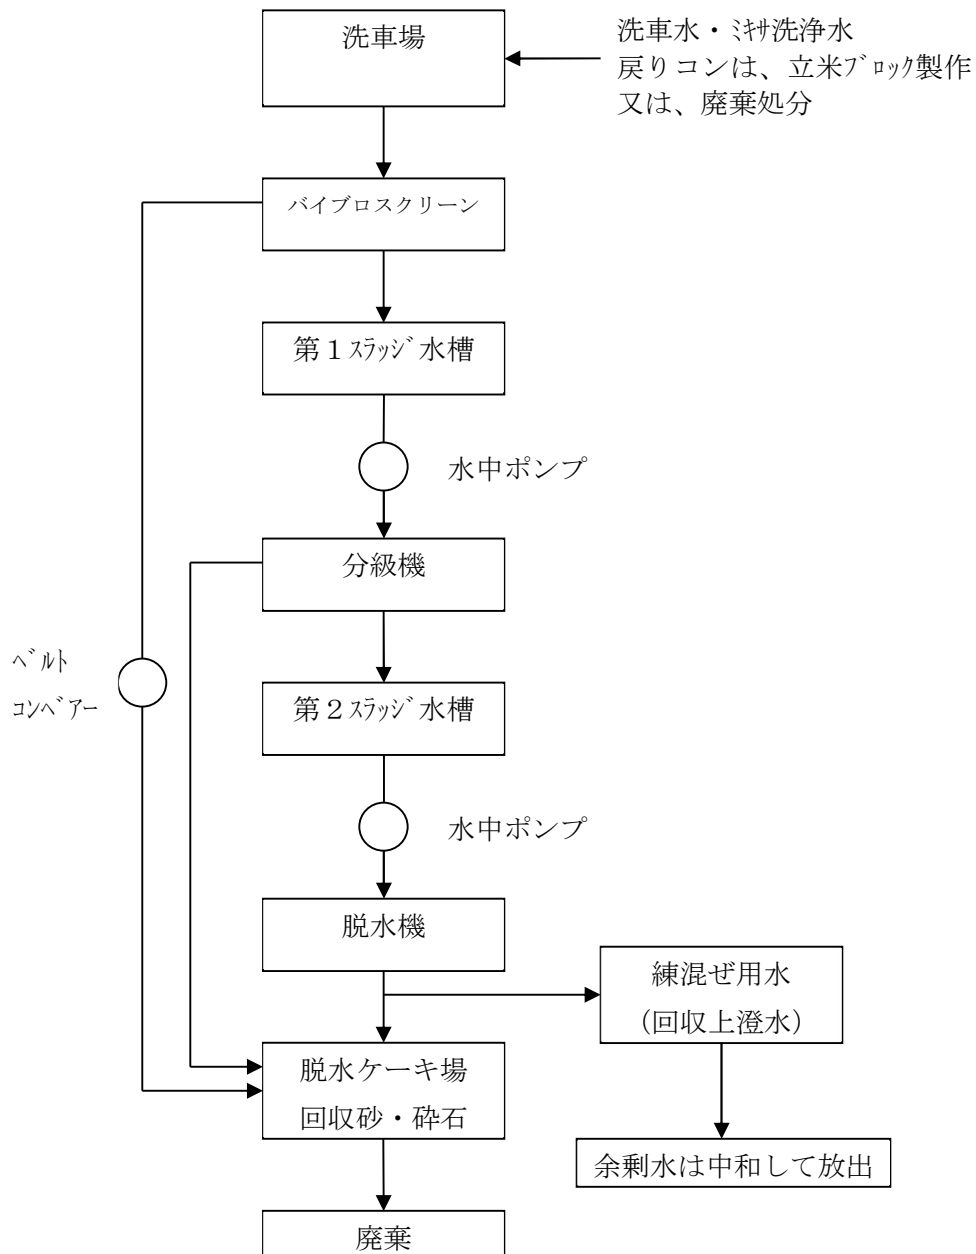 洗車場
洗車水・ﾐｷｻ洗浄水
戻りコンは、立米ﾌﾞﾛｯｸ製作
又は、廃棄処分
バイブロスクリーン
第１ｽﾗｯｼﾞ水槽
水中ポンプ
分級機
ﾍﾞﾙﾄ
ｺﾝﾍﾞｱｰ
第２ｽﾗｯｼﾞ水槽
水中ポンプ
脱水機
練混ぜ用水
（回収上澄水）
脱水ケーキ場
回収砂・砕石
余剰水は中和して放出
廃棄